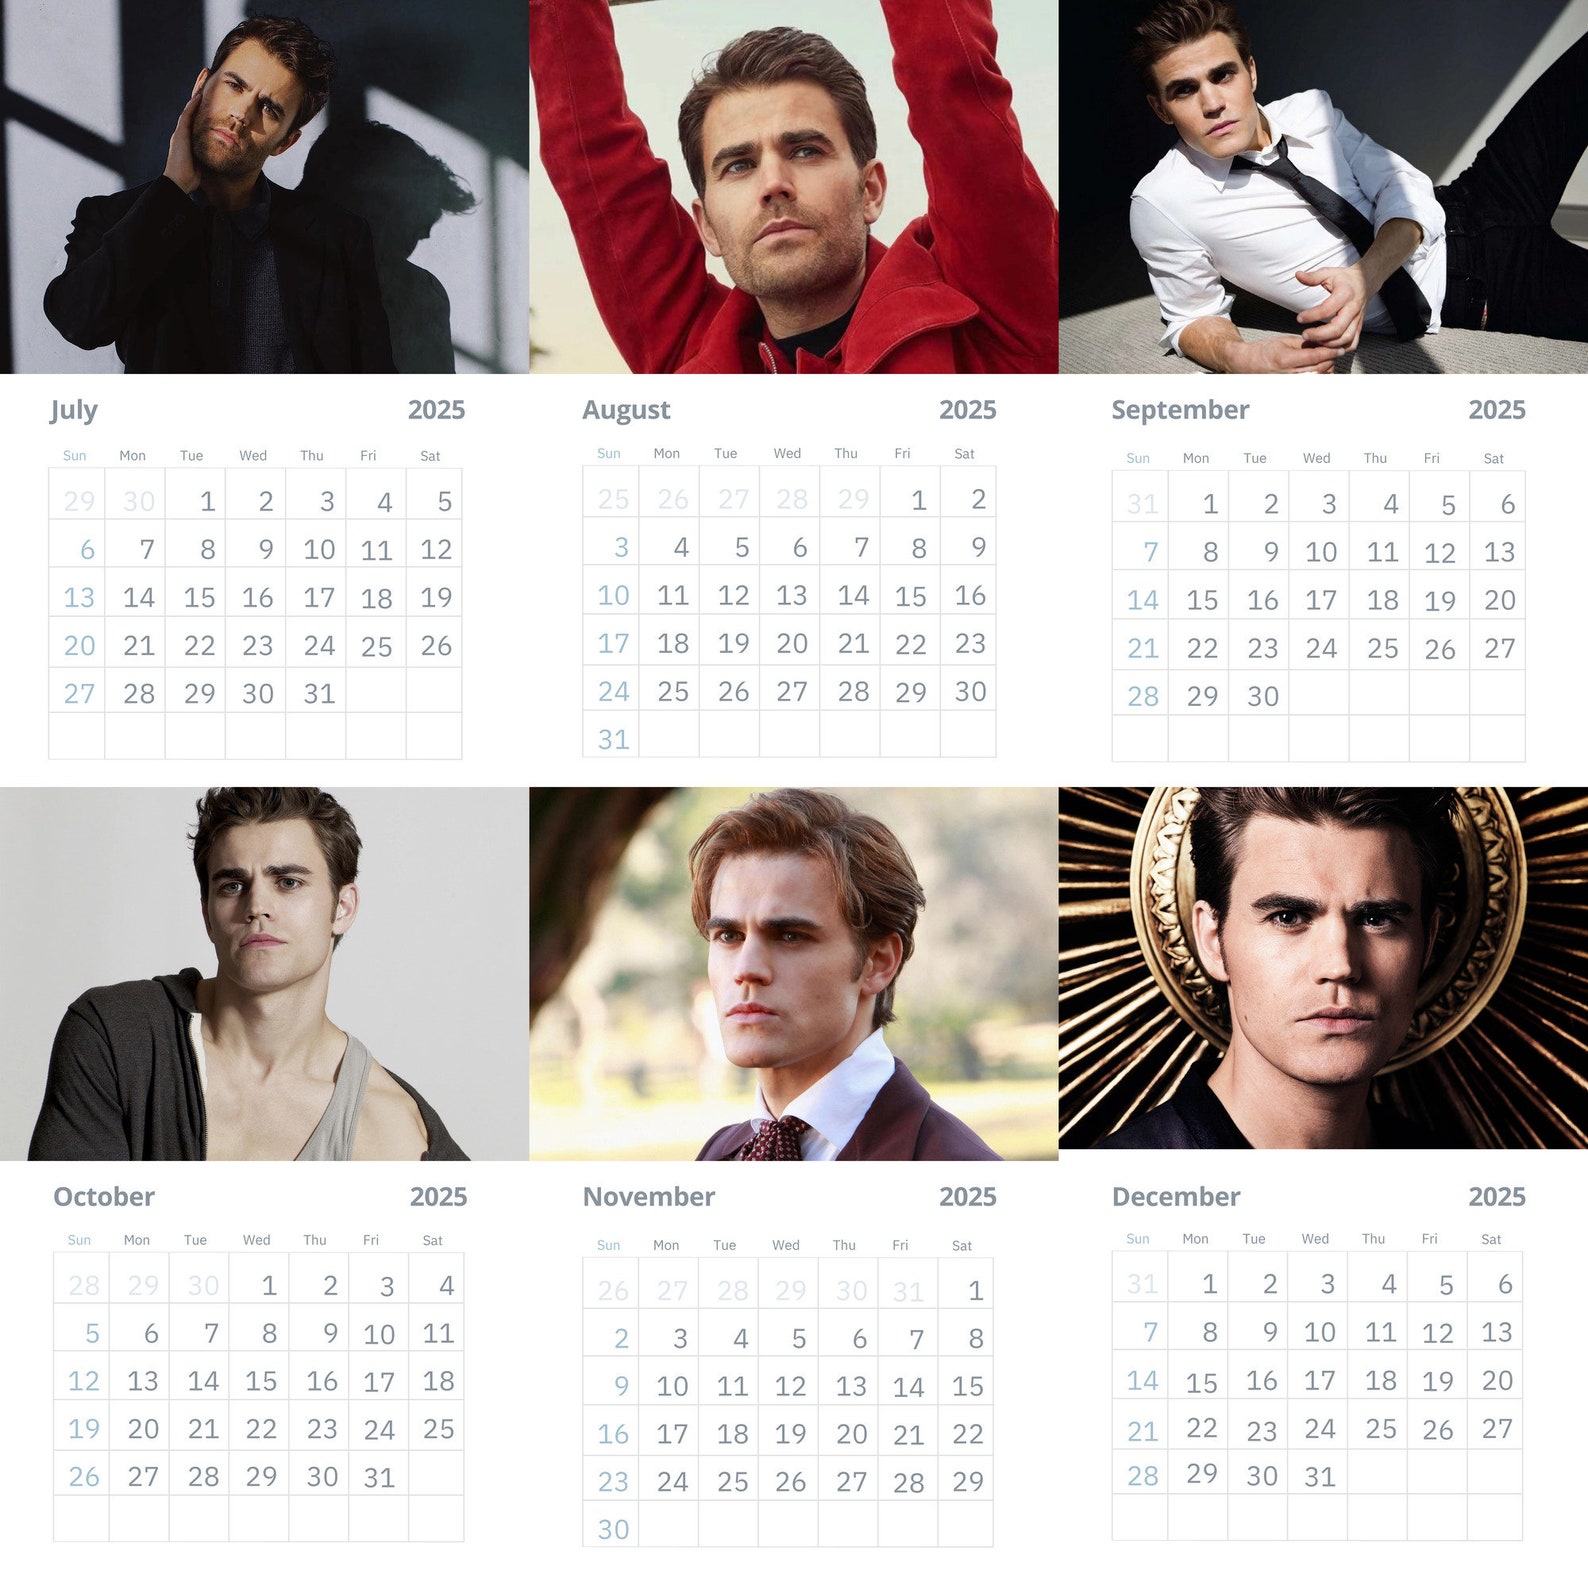 July 2025
Sun Mon Tue Wed Thu Fri Sat
29 30 1 2 3 4 5
6 7 8 9 10 11 12
13 14 15 16 17 18 19
20 21 22 23 24 25 26
27 28 29 30 31
August 2025
Sun Mon Tue Wed Thu Fri Sat
25 26 27 28 29 1 2
3 4 5 6 7 8 9
10 11 12 13 14 15 16
17 18 19 20 21 22 23
24 25 26 27 28 29 30
31
September 2025
Sun Mon Tue Wed Thu Fri Sat
31 1 2 3 4 5 6
7 8 9 10 11 12 13
14 15 16 17 18 19 20
21 22 23 24 25 26 27
28 29 30
October 2025
Sun Mon Tue Wed Thu Fri Sat
28 29 30 1 2 3 4
5 6 7 8 9 10 11
12 13 14 15 16 17 18
19 20 21 22 23 24 25
26 27 28 29 30 31
November 2025
Sun Mon Tue Wed Thu Fri Sat
26 27 28 29 30 31 1
2 3 4 5 6 7 8
9 10 11 12 13 14 15
16 17 18 19 20 21 22
23 24 25 26 27 28 29
30
December 2025
Sun Mon Tue Wed Thu Fri Sat
31 1 2 3 4 5 6
7 8 9 10 11 12 13
14 15 16 17 18 19 20
21 22 23 24 25 26 27
28 29 30 31